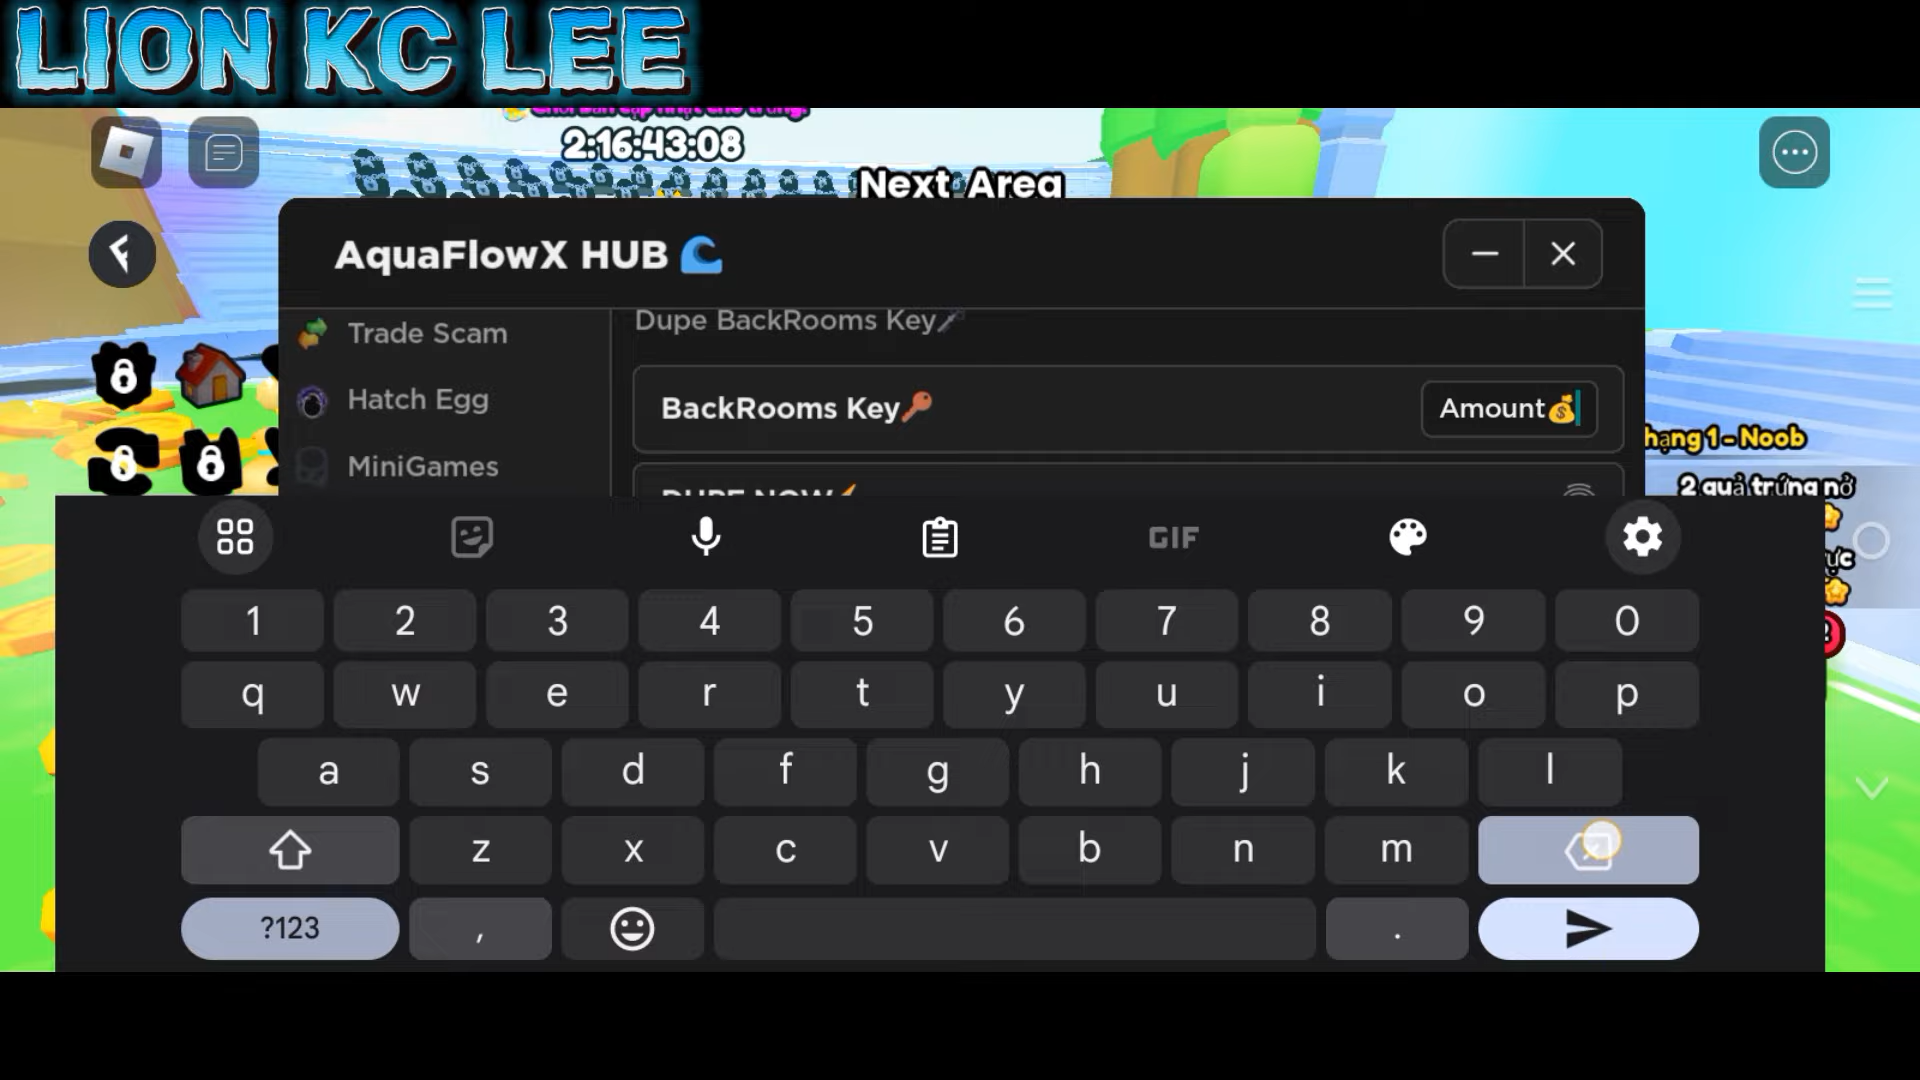 LION KC LEE
2:16:43:08
Next Area
AquaFlowX HUB 🌊
Trade Scam
Dupe BackRooms Key
Hatch Egg
BackRooms Key🔑
Amount💰
hạng 1 - Noob
MiniGames
DUPE NOW
2 quả trứng nở
GIF
1 2 3 4 5 6 7 8 9 0
q w e r t y u i o p
a s d f g h j k l
z x c v b n m
?123 , .